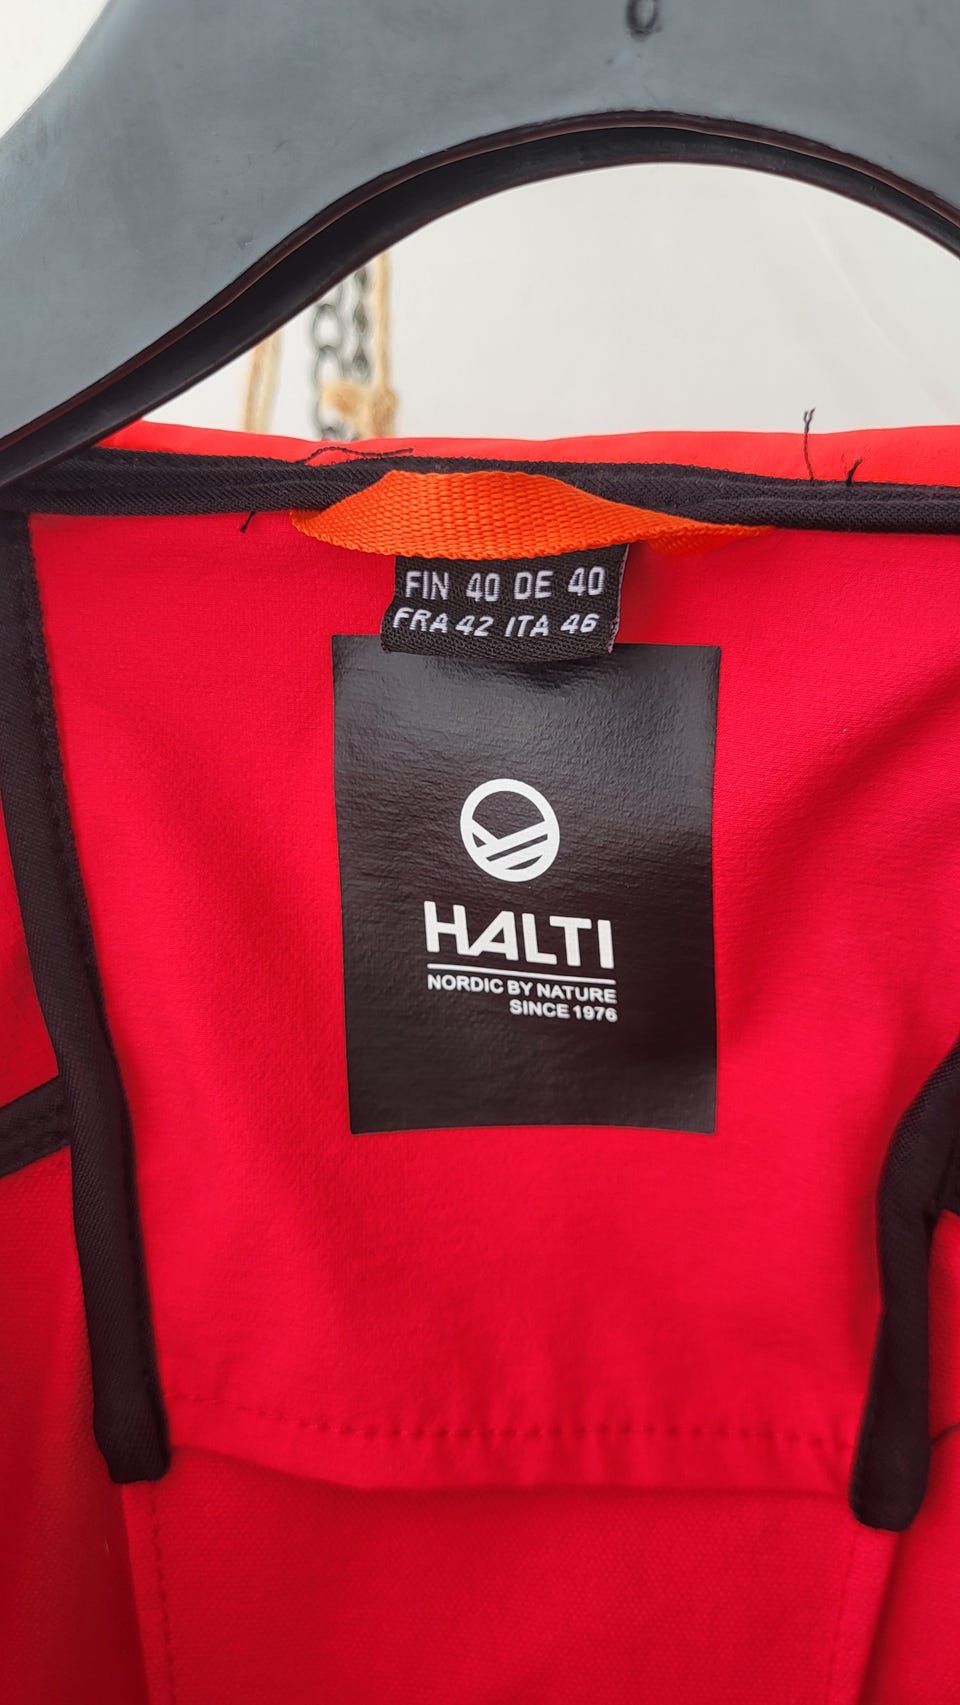 FIN 40 DE 40
FRA 42 ITA 46
HALTI
NORDIC BY NATURE
SINCE 1976